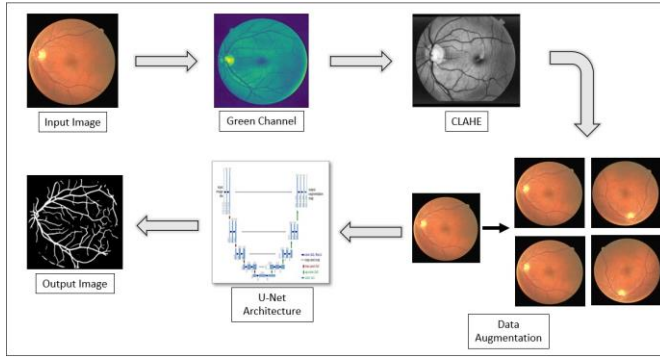 Input Image
Green Channel
CLAHE
Output Image
U-Net
Architecture
Data
Augmentation